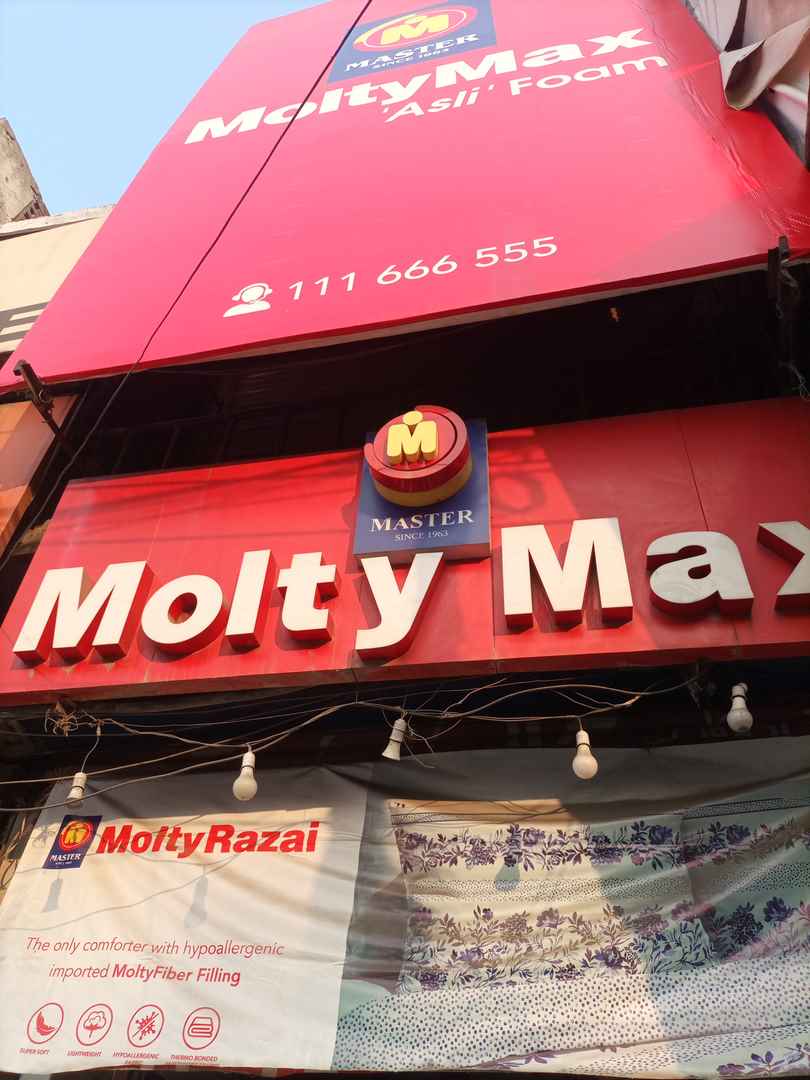 M
MASTER
SINCE 1963
MoltyMax
'Asli' Foam
111 666 555
M
MASTER
SINCE 1963
Molty Max
MASTER
MoltyRazai
The only comforter with hypoallergenic
imported MoltyFiber Filling
SUPER SOFT
LIGHTWEIGHT
HYPOALLERGENIC
THERMO BONDED